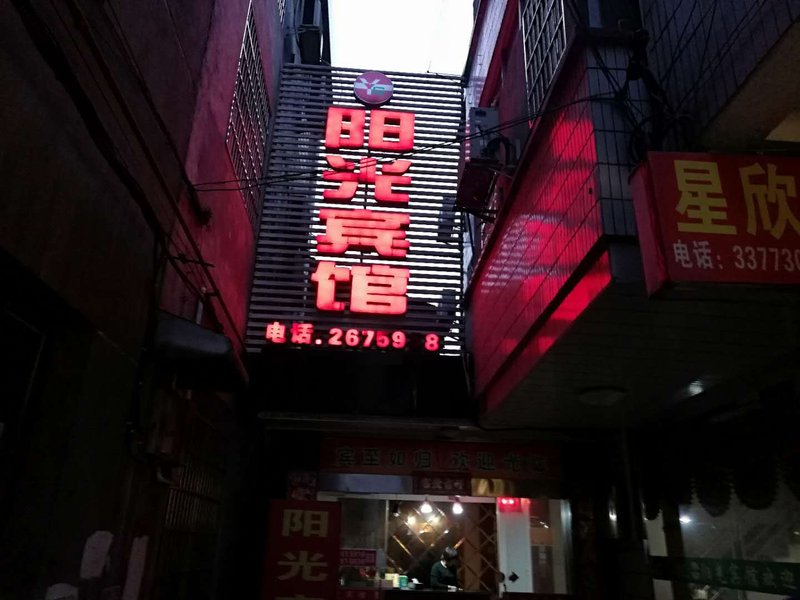 阳光宾馆
电话.26759 8
星欣
电话: 337730
宾至如归 欢迎光临
阳光